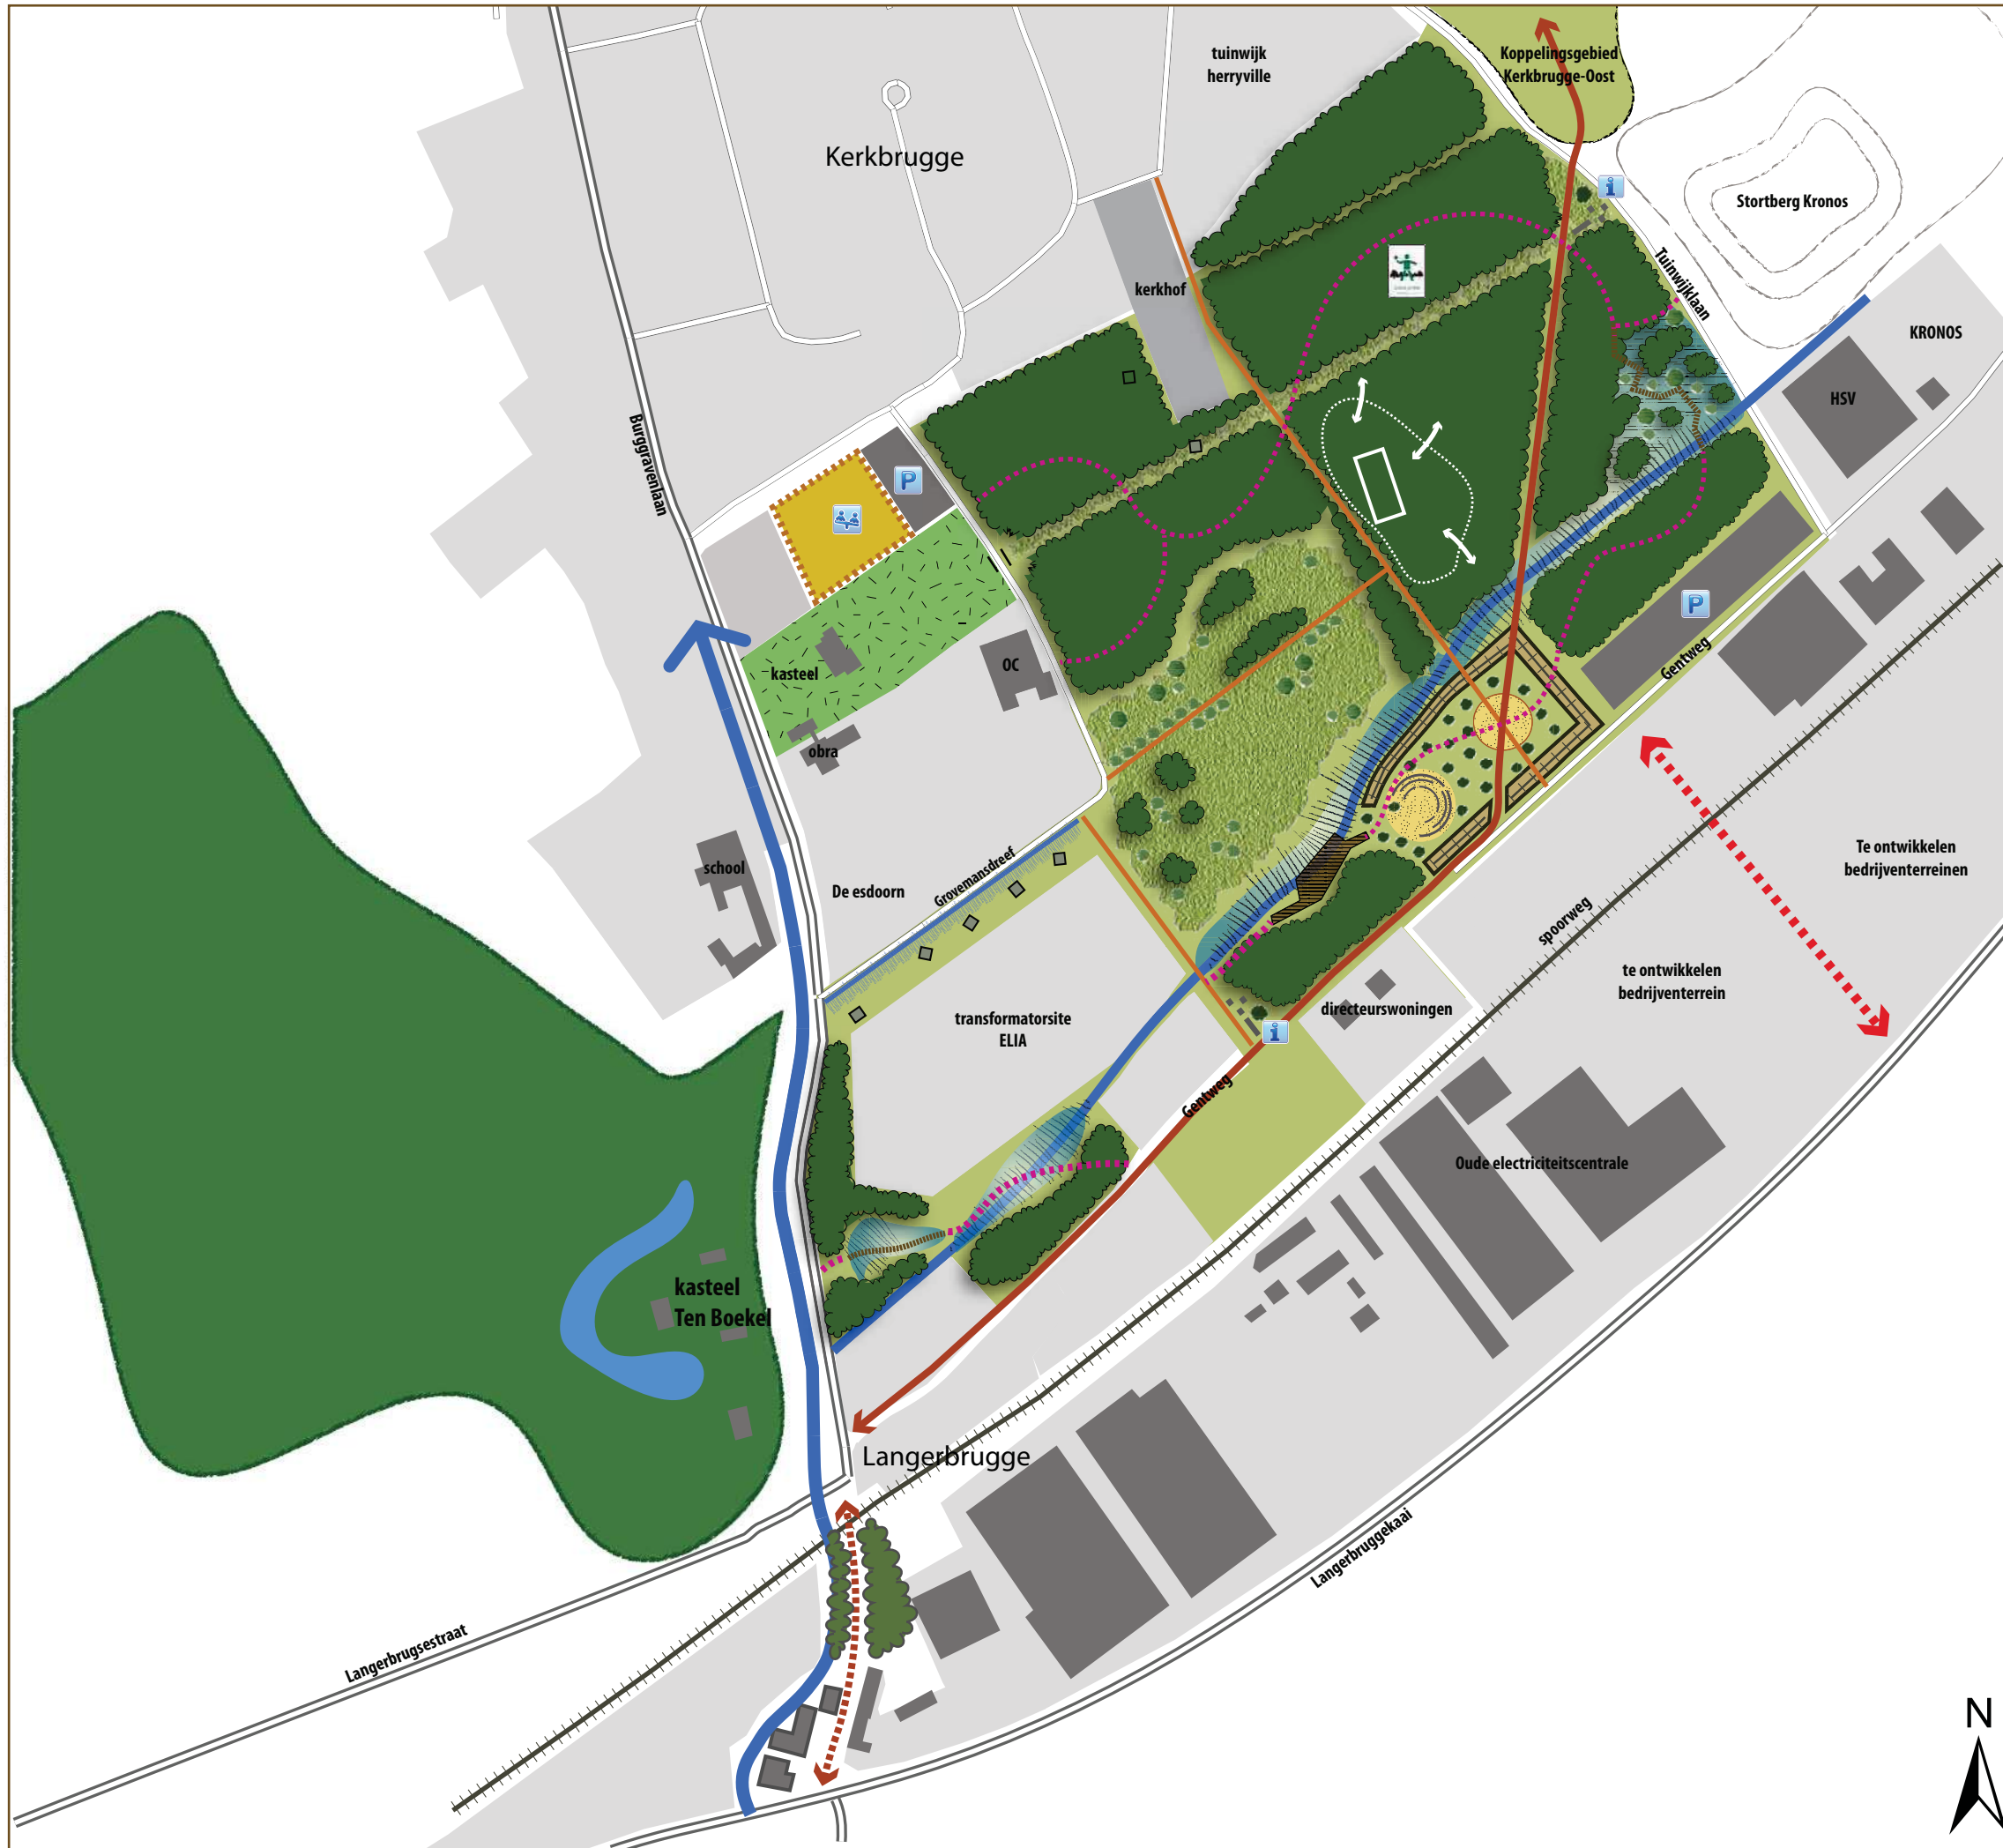 tuinwijk
herryville
Koppelingsgebied
Kerkbrugge-Oost
Kerkbrugge
i
Stortberg Kronos
Tuinwijklaan
kerkhof
KRONOS
HSV
Burggravenlaan
P
P
Gentweg
kasteel
OC
obra
school
De esdoorn
Grovemansdreef
Te ontwikkelen
bedrijventerreinen
spoorweg
te ontwikkelen
bedrijventerrein
directeurswoningen
transformatorsite
ELIA
i
Gentweg
Oude electriciteitscentrale
kasteel
Ten Boekel
Langerbrugge
Langerbruggekaai
Langerbrugsestraat
N